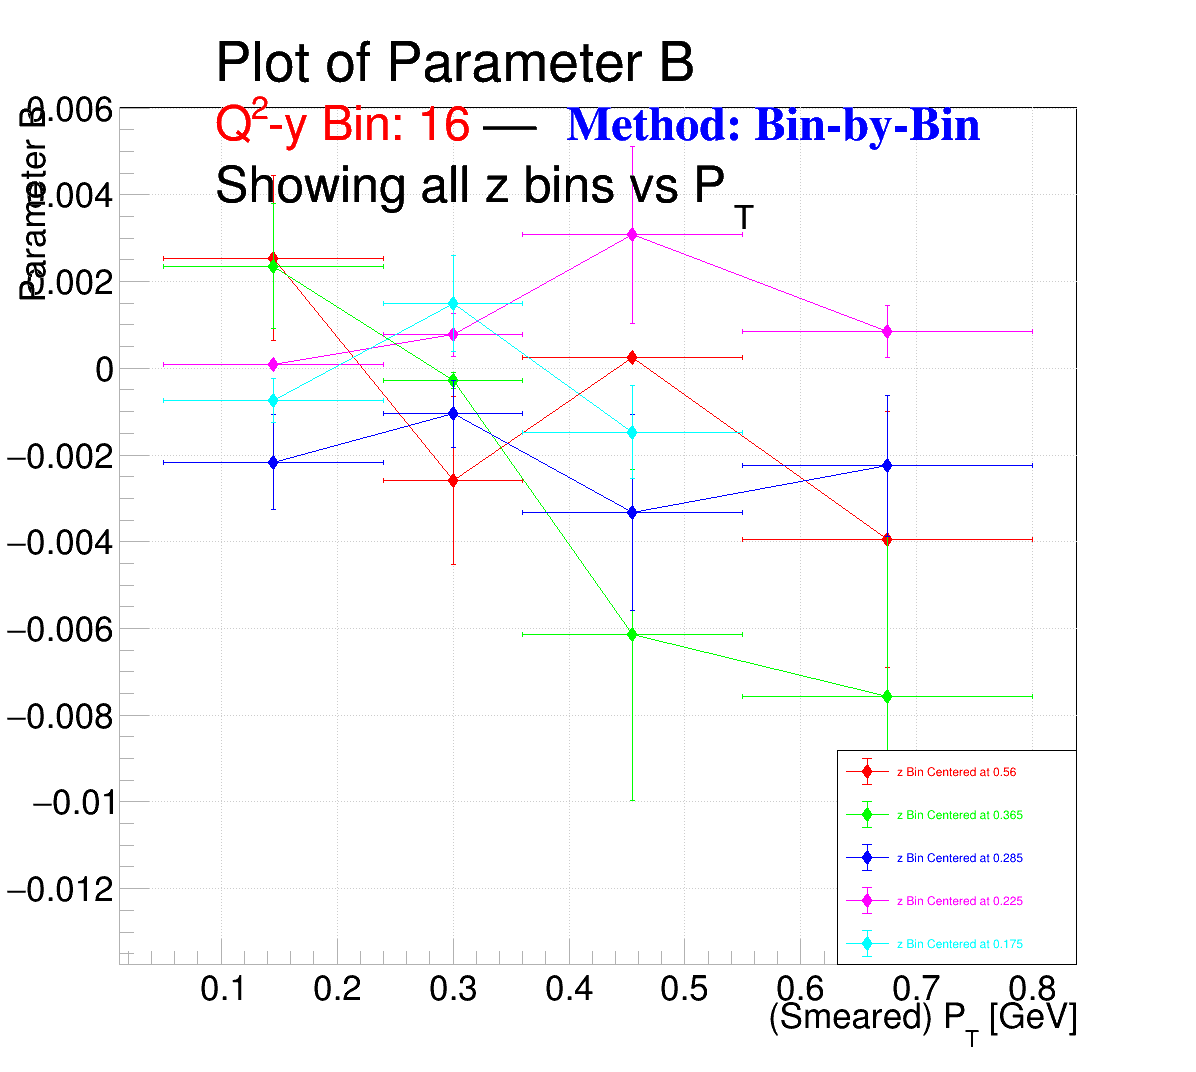 Plot of Parameter B
Q²-y Bin: 16 — Method: Bin-by-Bin
Showing all z bins vs P_T
Parameter B
0.006
0.004
0.002
0
−0.002
−0.004
−0.006
−0.008
−0.01
−0.012
z Bin Centered at 0.56
z Bin Centered at 0.365
z Bin Centered at 0.285
z Bin Centered at 0.225
z Bin Centered at 0.175
0.1 0.2 0.3 0.4 0.5 0.6 0.7 0.8
(Smeared) P_T [GeV]